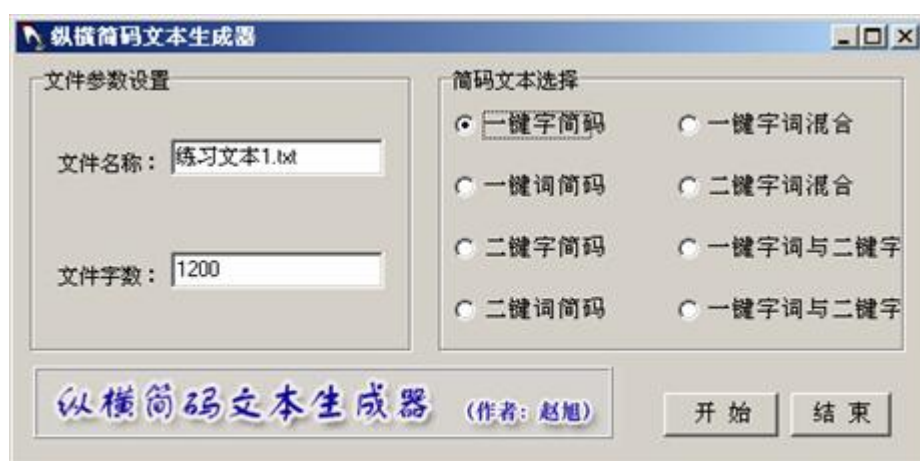 纵横简码文本生成器
文件参数设置
文件名称：
练习文本1.txt
文件字数：
1200
简码文本选择
一键字简码
一键字词混合
一键词简码
二键字词混合
二键字简码
一键字词与二键字
二键词简码
一键字词与二键字
纵横简码文本生成器 (作者：赵旭)
开始
结束